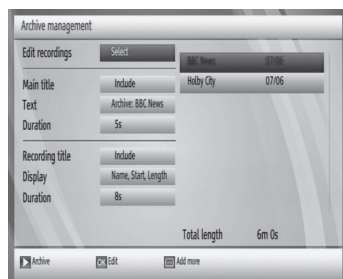 Archive management
Edit recordings Select
BBC News 07/06
Main title Include Holby City 07/06
Text Archive: BBC News
Duration 5s
Recording title Include
Display Name, Start, Length
Duration 8s
Total length 6m 0s
Archive OK Edit Add more